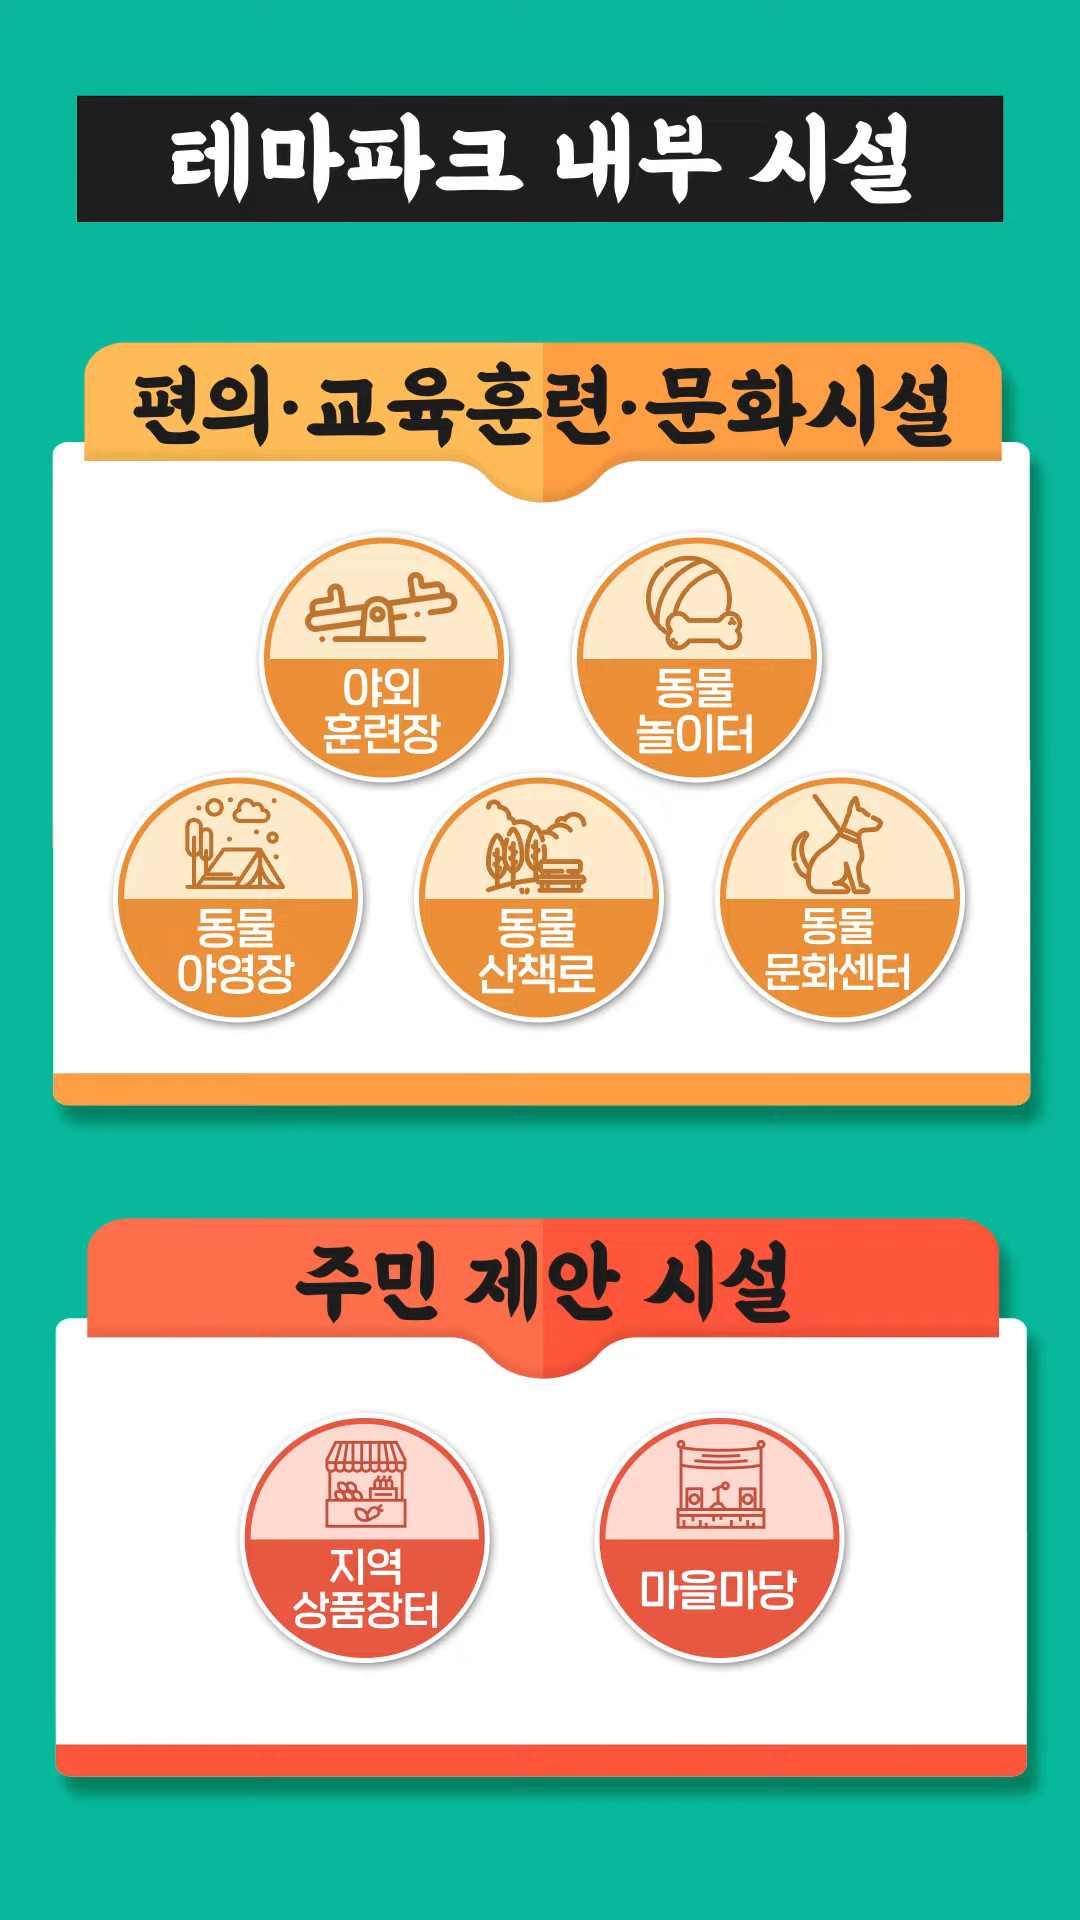 테마파크 내부 시설
편의·교육훈련·문화시설
야외
훈련장
동물
놀이터
동물
야영장
동물
산책로
동물
문화센터
주민 제안 시설
지역
상품장터
마을마당